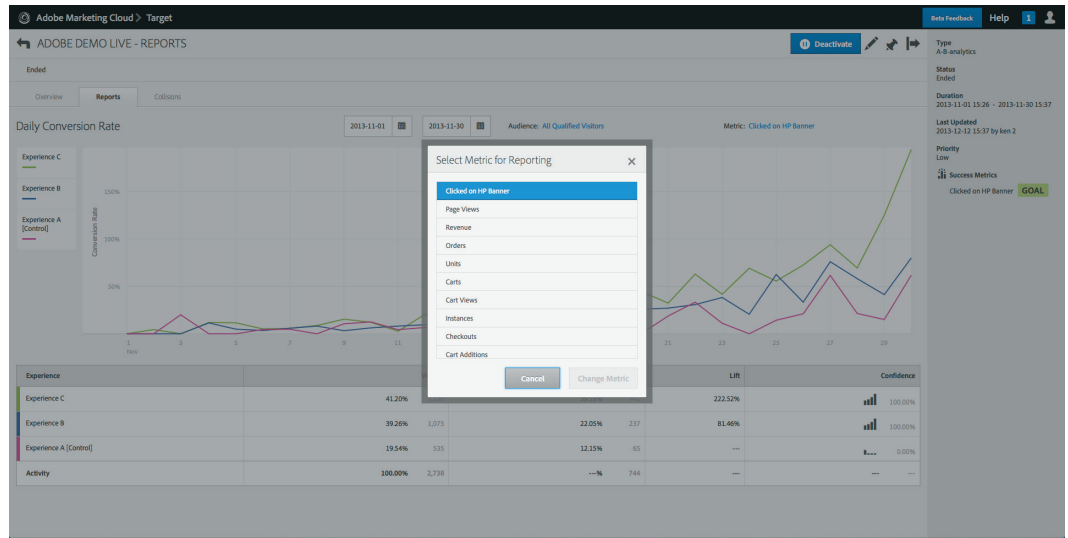 Adobe Marketing Cloud > Target
Beta Feedback Help 1
ADOBE DEMO LIVE - REPORTS
Deactivate
Ended
Overview Reports Collisions
Daily Conversion Rate
2013-11-01 2013-11-30 Audience: All Qualified Visitors Metric: Clicked on HP Banner
Experience C
Experience B
Experience A
[Control]
Conversion Rate
150%
100%
50%
1 3 5 7 9 11 21 23 25 27 29
Nov
Select Metric for Reporting ×
Clicked on HP Banner
Page Views
Revenue
Orders
Units
Carts
Cart Views
Instances
Checkouts
Cart Additions
Cancel Change Metric
Experience Lift Confidence
Experience C 41.20% 222.52% 100.00%
Experience B 39.26% 1,075 22.05% 237 81.46% 100.00%
Experience A [Control] 19.54% 535 12.15% 65 --- 0.00%
Activity 100.00% 2,738 ---% 744 --- --- ---
Type
A-B-analytics
Status
Ended
Duration
2013-11-01 15:26 - 2013-11-30 15:37
Last Updated
2013-12-12 15:37 by ken 2
Priority
Low
Success Metrics
Clicked on HP Banner GOAL